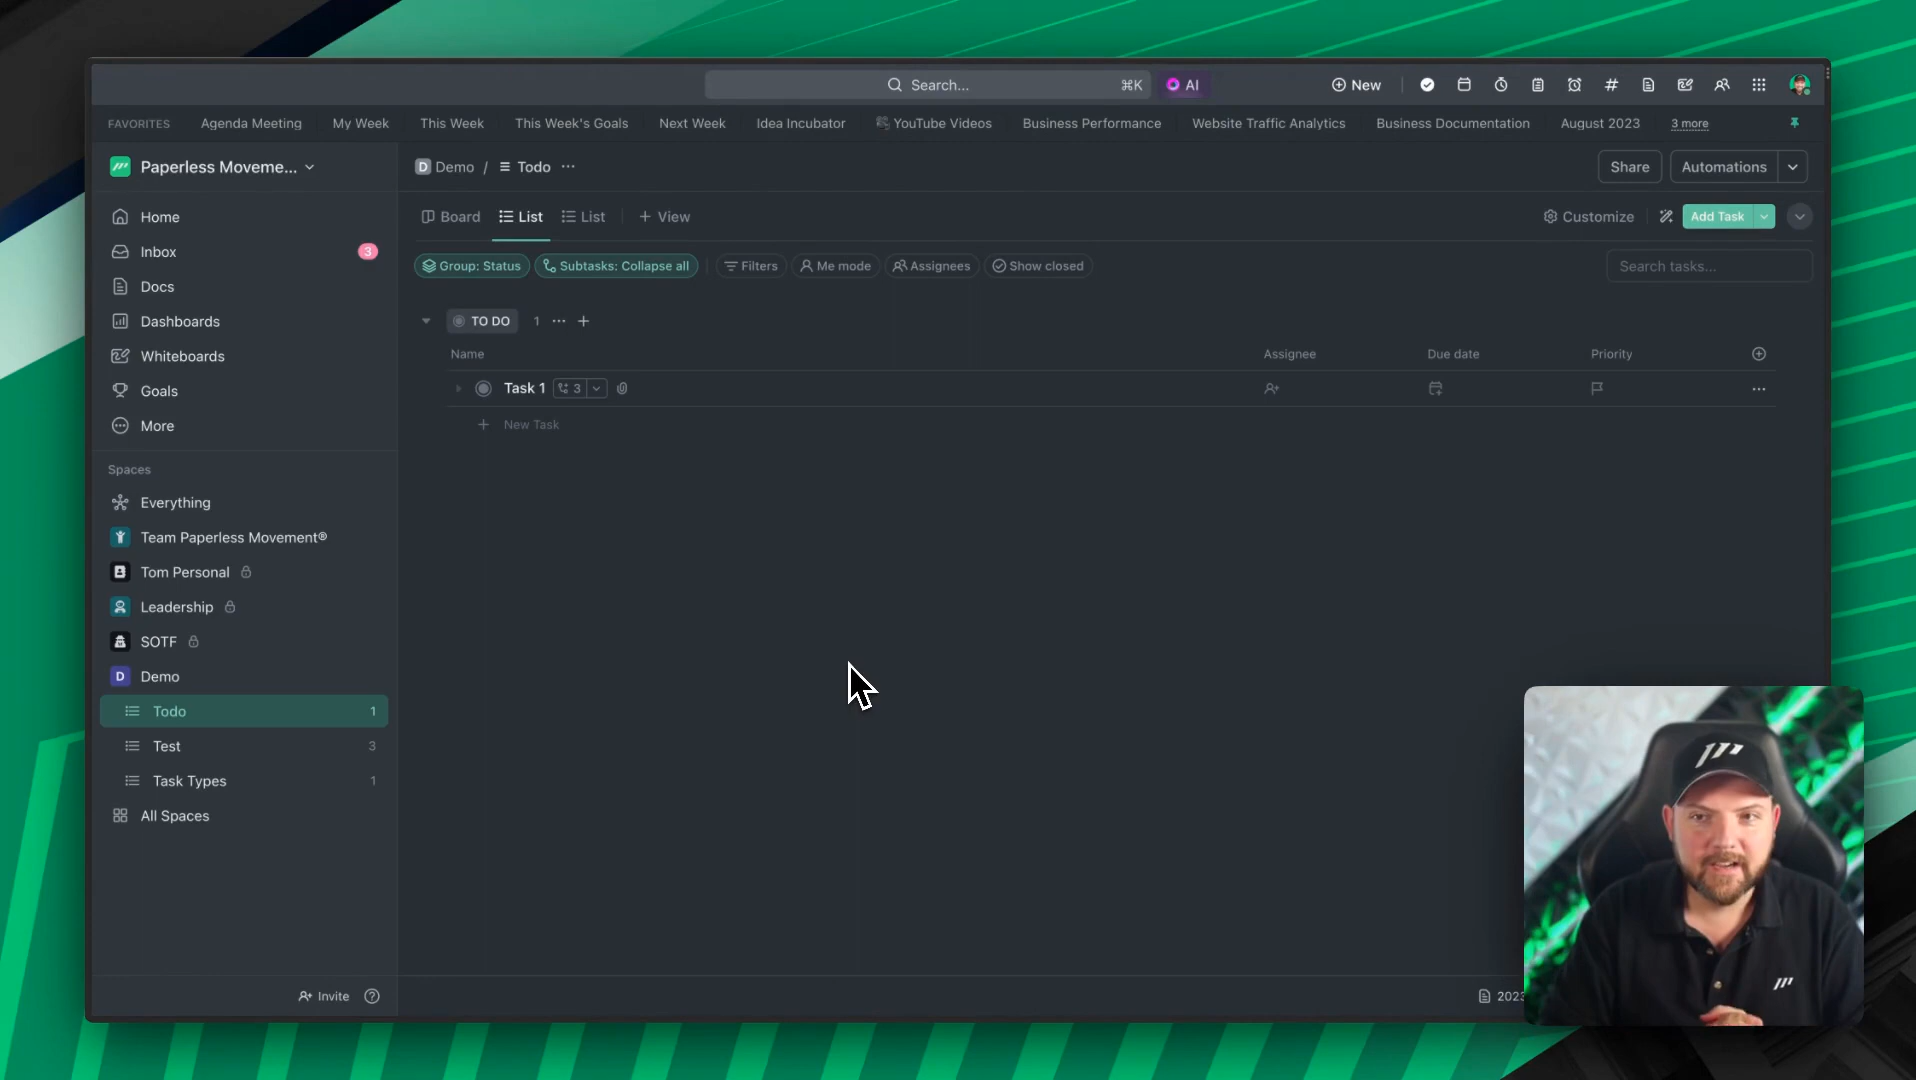 Search... ⌘K AI New
FAVORITES Agenda Meeting My Week This Week This Week's Goals Next Week Idea Incubator YouTube Videos Business Performance Website Traffic Analytics Business Documentation August 2023 3 more
Paperless Moveme...
Demo / Todo ...
Share Automations
Home
Inbox 3
Docs
Dashboards
Whiteboards
Goals
More
Spaces
Everything
Team Paperless Movement®
Tom Personal
Leadership
SOTF
D Demo
Todo 1
Test 3
Task Types 1
All Spaces
Invite
Board List List + View
Customize Add Task
Group: Status Subtasks: Collapse all Filters Me mode Assignees Show closed Search tasks...
TO DO 1 ... +
Name Assignee Due date Priority
Task 1 3
+ New Task